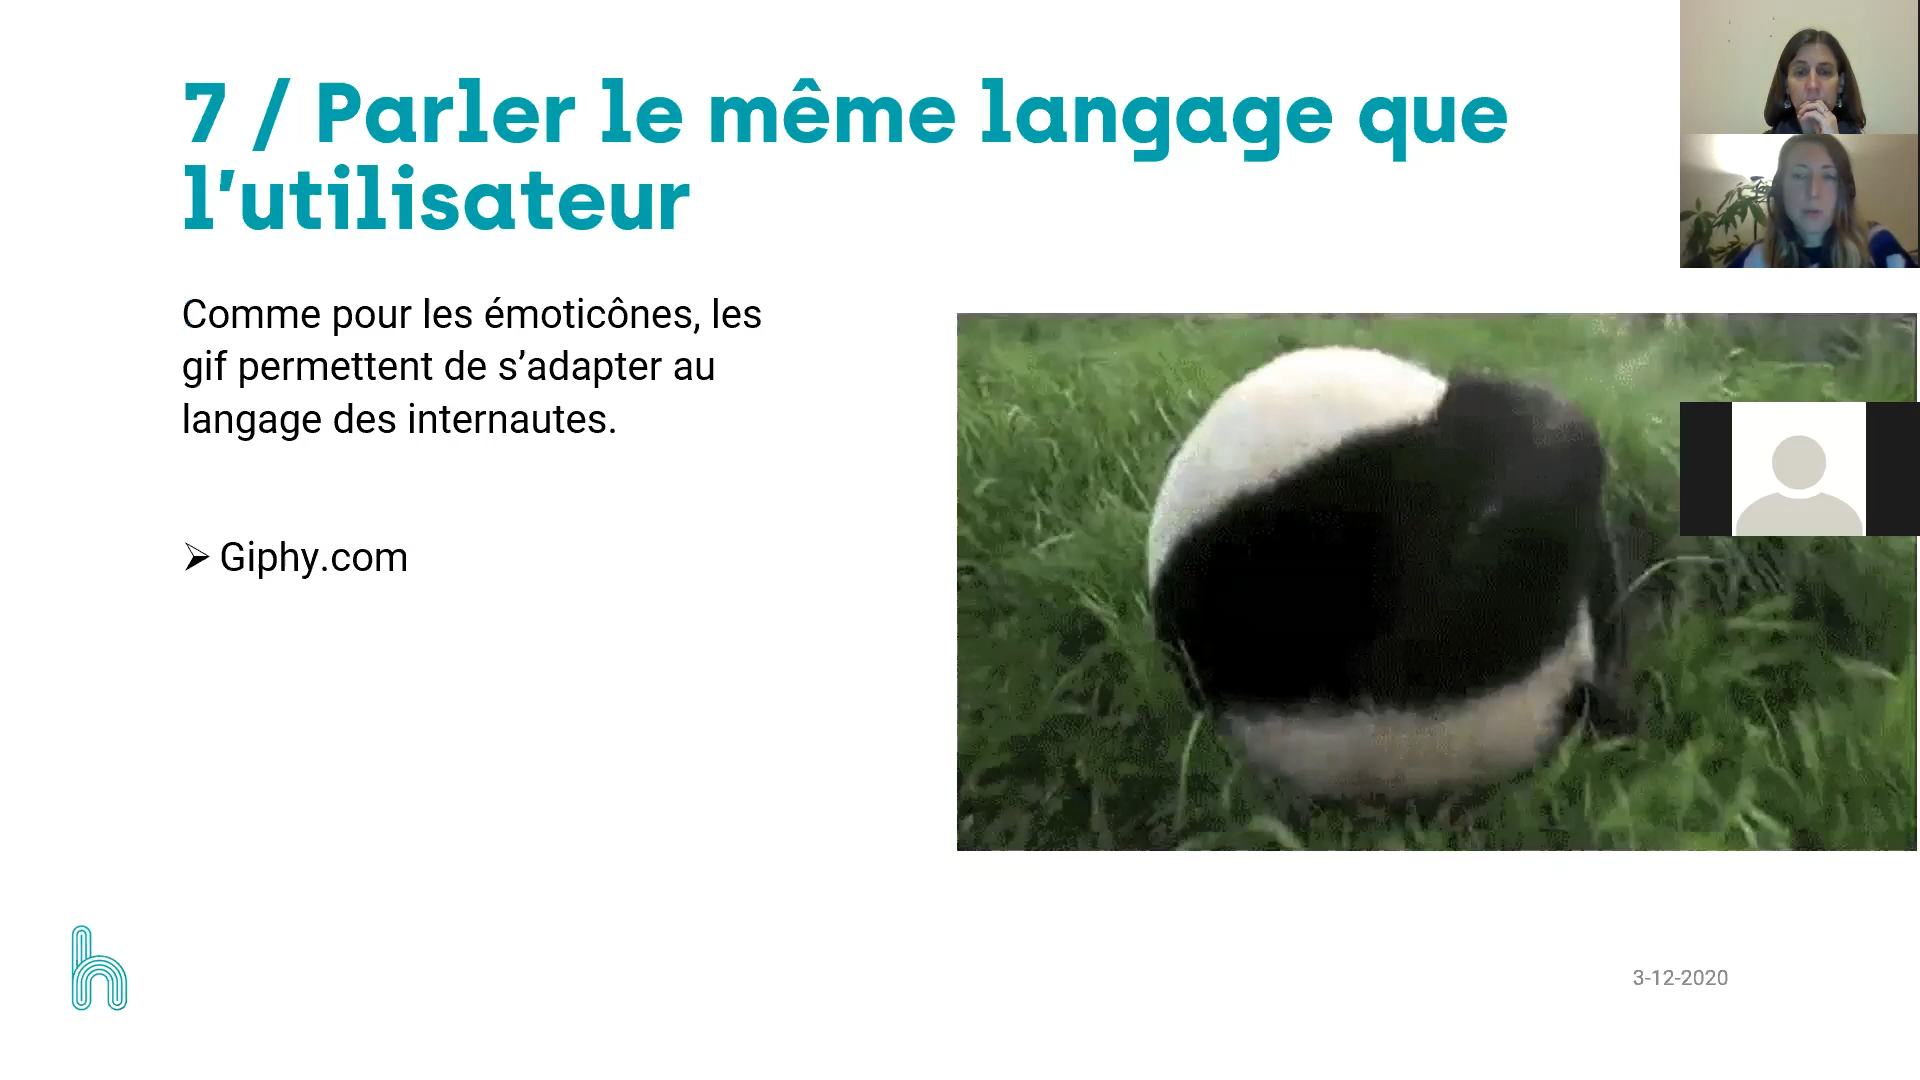 7 / Parler le même langage que
l’utilisateur
Comme pour les émoticônes, les
gif permettent de s’adapter au
langage des internautes.
➢ Giphy.com
h
3-12-2020